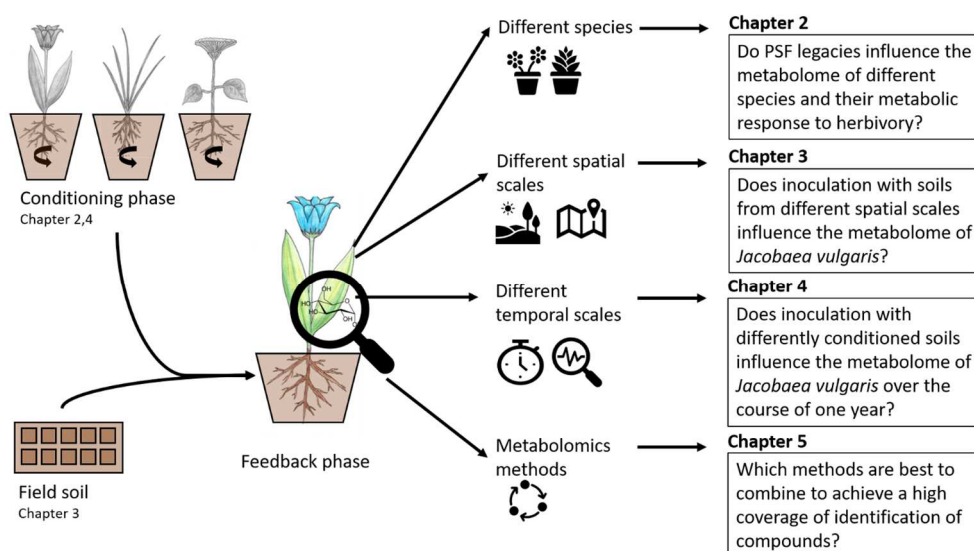 Conditioning phase
Chapter 2,4
Field soil
Chapter 3
Feedback phase
OH
HO
O
HO
OH
O
Different species
Different spatial
scales
Different
temporal scales
Metabolomics
methods
Chapter 2
Do PSF legacies influence the
metabolome of different
species and their metabolic
response to herbivory?
Chapter 3
Does inoculation with soils
from different spatial scales
influence the metabolome of
Jacobaea vulgaris?
Chapter 4
Does inoculation with
differently conditioned soils
influence the metabolome of
Jacobaea vulgaris over the
course of one year?
Chapter 5
Which methods are best to
combine to achieve a high
coverage of identification of
compounds?